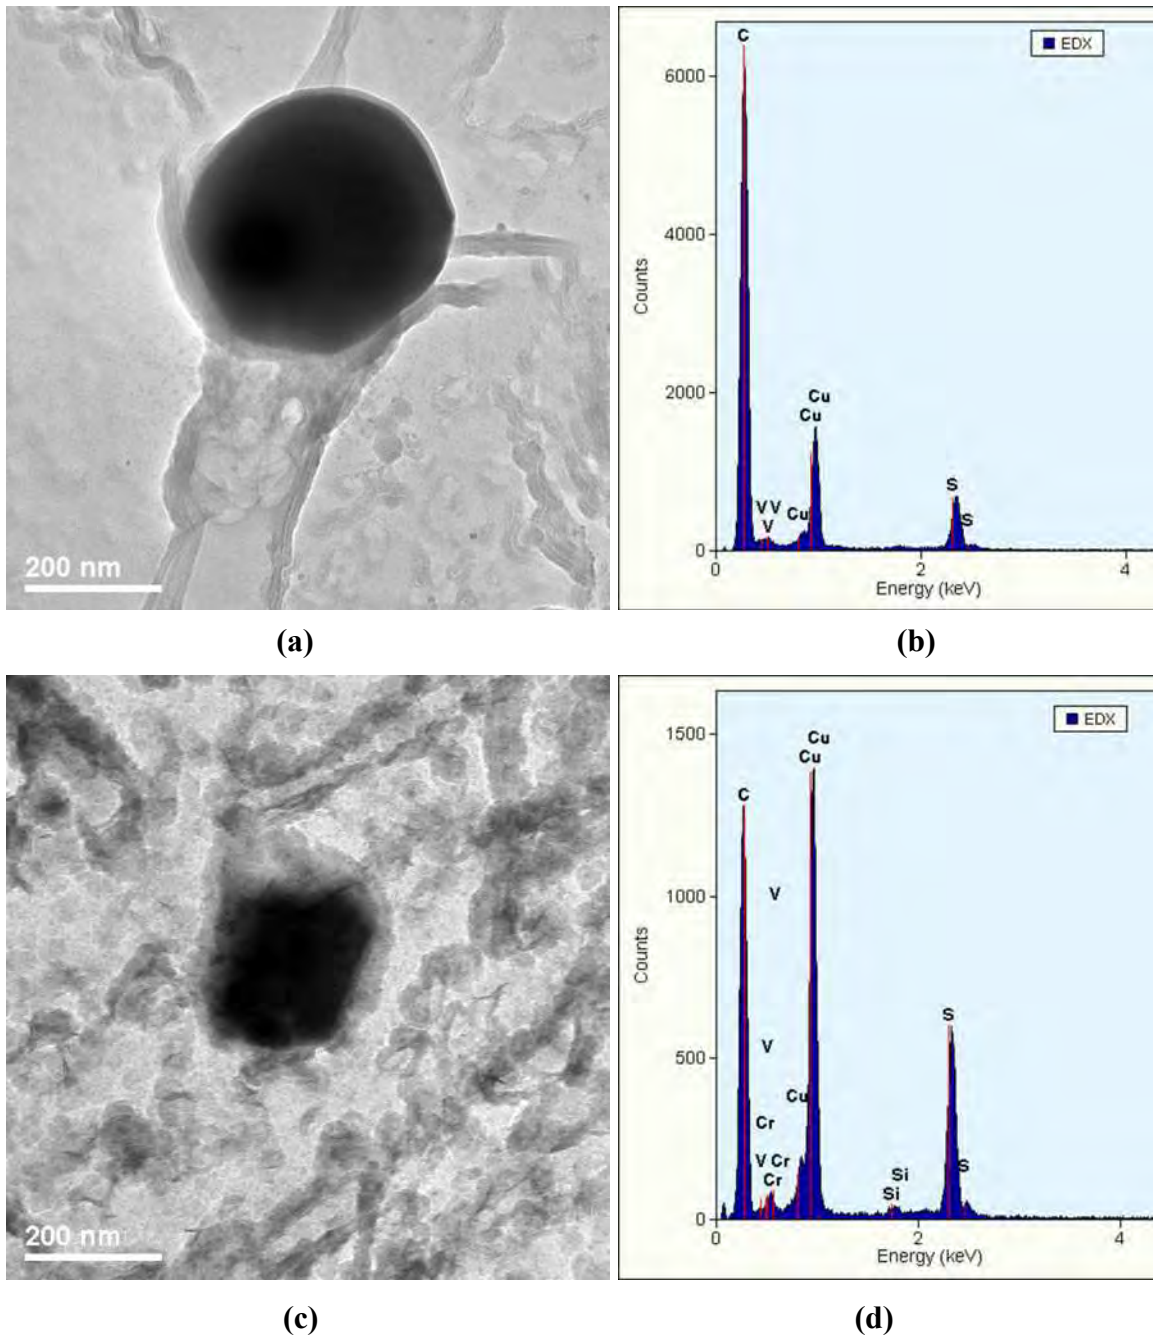 200 nm
(a)
EDX
C
Cu
Cu
V V
V
Cu
S
S
6000
4000
2000
0
Counts
0 2 4
Energy (keV)
(b)
200 nm
(c)
EDX
Cu
Cu
C
V
V
Cu
Cr
V Cr
Cr
Si
Si
S
S
1500
1000
500
0
Counts
0 2 4
Energy (keV)
(d)